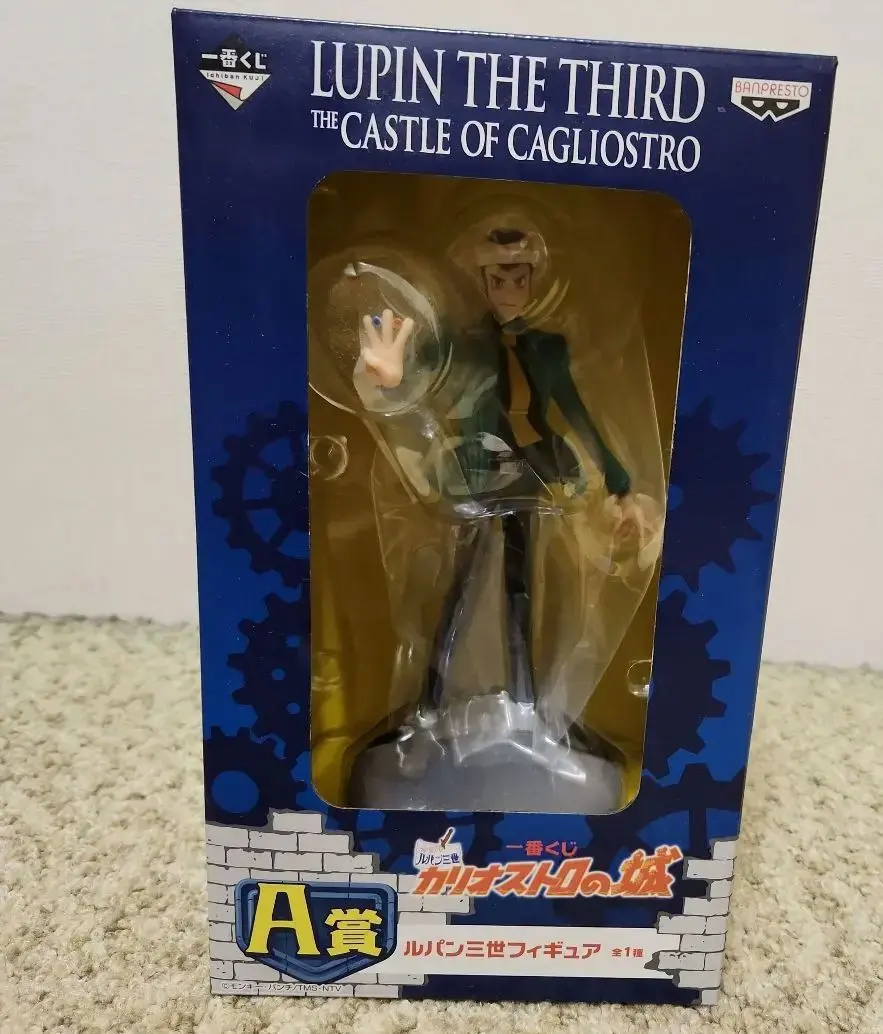 一番くじ
Ichiban KUJI
LUPIN THE THIRD
THE CASTLE OF CAGLIOSTRO
BANPRESTO
一番くじ
ルパン三世
カリオストロの城
A賞
ルパン三世フィギュア 全1種
©モンキー・パンチ/TMS・NTV